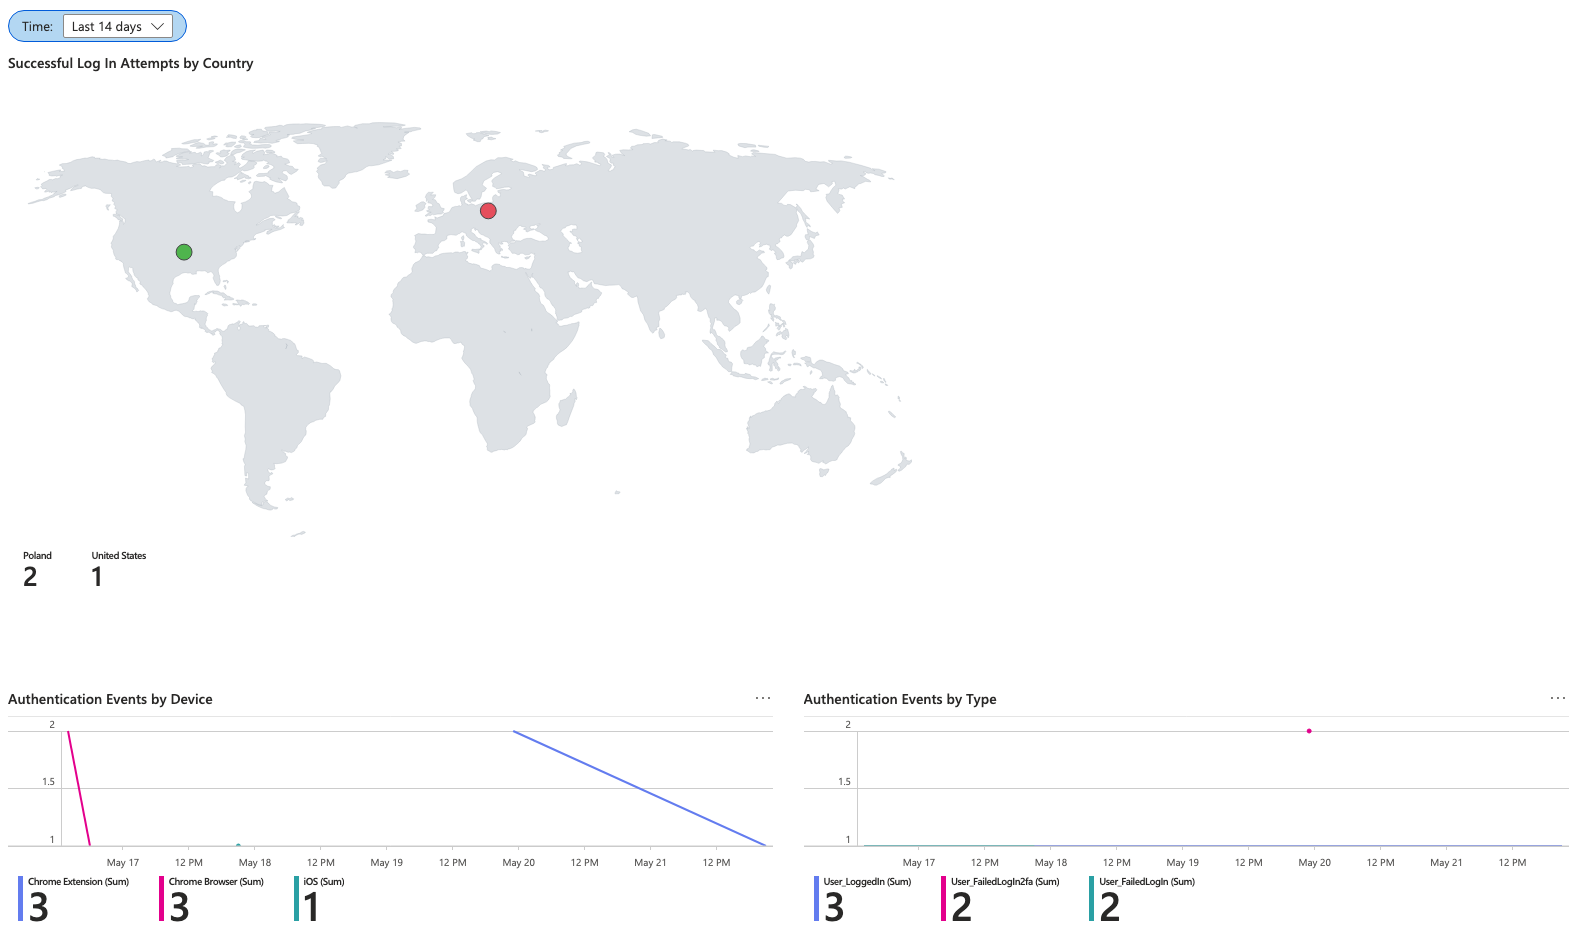 Time: Last 14 days
Successful Log In Attempts by Country
Poland
2
United States
1
Authentication Events by Device
2
1.5
1
May 17 12 PM May 18 12 PM May 19 12 PM May 20 12 PM May 21 12 PM
Chrome Extension (Sum)
3
Chrome Browser (Sum)
3
iOS (Sum)
1
Authentication Events by Type
2
1.5
1
May 17 12 PM May 18 12 PM May 19 12 PM May 20 12 PM May 21 12 PM
User_LoggedIn (Sum)
3
User_FailedLogIn2fa (Sum)
2
User_FailedLogIn (Sum)
2